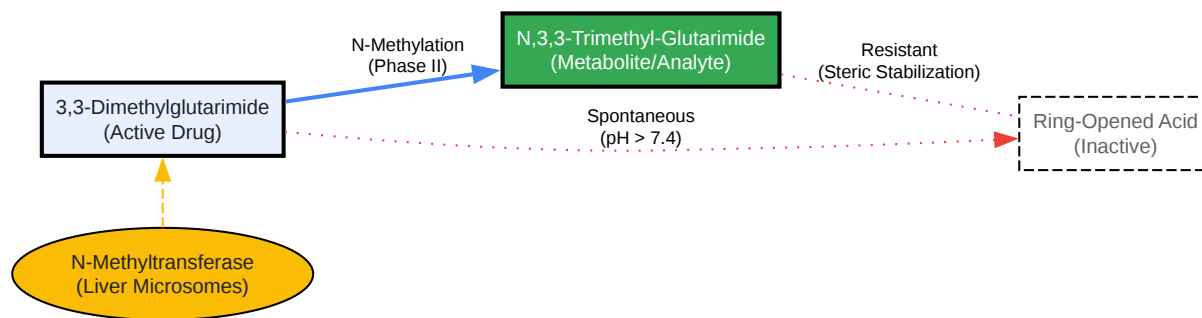 N-Methylation
(Phase II)
N,3,3-Trimethyl-Glutarimide
(Metabolite/Analyte)
Resistant
(Steric Stabilization)
3,3-Dimethylglutarimide
(Active Drug)
Spontaneous
(pH > 7.4)
Ring-Opened Acid
(Inactive)
N-Methyltransferase
(Liver Microsomes)